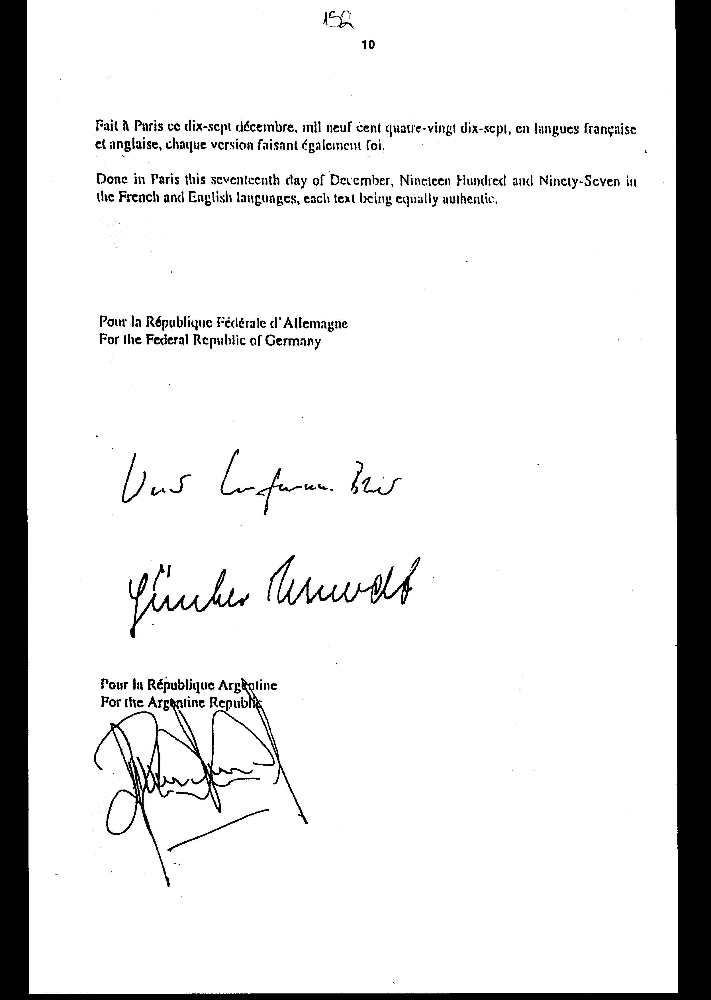 152
10
Fait à Paris ce dix-sept décembre, mil neuf cent quatre-vingt dix-sept, en langues française
et anglaise, chaque version faisant également foi.
Done in Paris this seventeenth day of December, Nineteen Hundred and Ninety-Seven in
the French and English languages, each text being equally authentic.
Pour la République Fédérale d'Allemagne
For the Federal Republic of Germany
Günther
Pour la République Argentine
For the Argentine Republic